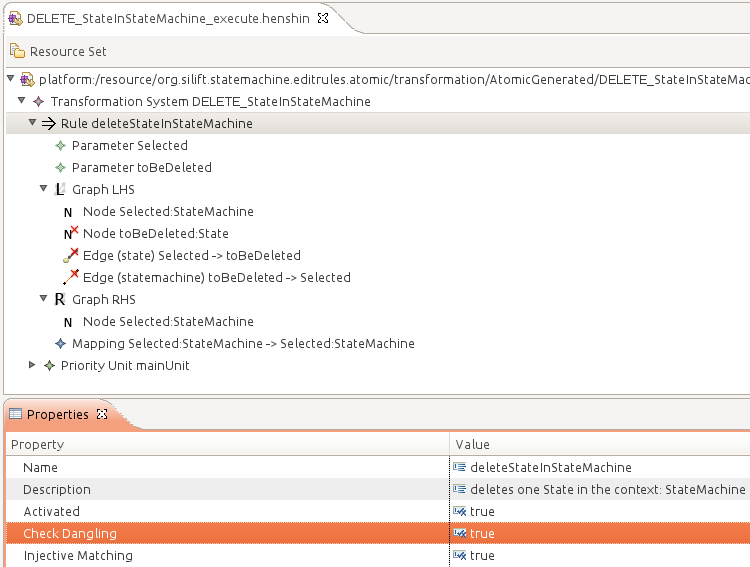 DELETE_StateInStateMachine_execute.henshin
Resource Set
platform:/resource/org.silift.statemachine.editrules.atomic/transformation/AtomicGenerated/DELETE_StateInStateMac
Transformation System DELETE_StateInStateMachine
Rule deleteStateInStateMachine
Parameter Selected
Parameter toBeDeleted
L Graph LHS
N Node Selected:StateMachine
N Node toBeDeleted:State
Edge (state) Selected -> toBeDeleted
Edge (statemachine) toBeDeleted -> Selected
R Graph RHS
N Node Selected:StateMachine
Mapping Selected:StateMachine -> Selected:StateMachine
Priority Unit mainUnit
Properties
Property Value
Name deleteStateInStateMachine
Description deletes one State in the context: StateMachine
Activated true
Check Dangling true
Injective Matching true